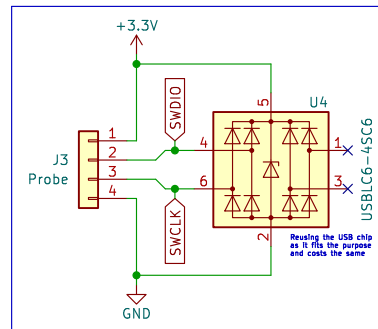 +3.3V
SWDIO
U4
5
1
4
1
J3
2
Probe
3
6
3
4
USBLC6-4SC6
SWCLK
2
Reusing the USB chip
as it fits the purpose
and costs the same
GND